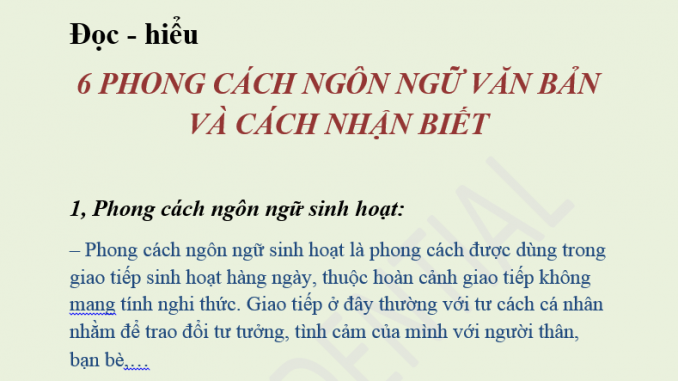 Đọc - hiểu
6 PHONG CÁCH NGÔN NGỮ VĂN BẢN
VÀ CÁCH NHẬN BIẾT
1, Phong cách ngôn ngữ sinh hoạt:
– Phong cách ngôn ngữ sinh hoạt là phong cách được dùng trong
giao tiếp sinh hoạt hàng ngày, thuộc hoàn cảnh giao tiếp không
mang tính nghi thức. Giao tiếp ở đây thường với tư cách cá nhân
nhằm để trao đổi tư tưởng, tình cảm của mình với người thân,
bạn bè,…